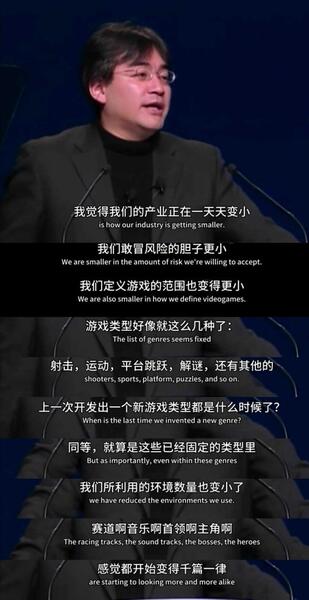 我觉得我们的产业正在一天天变小
is how our industry is getting smaller.
我们敢冒风险的胆子更小
We are smaller in the amount of risk we're willing to accept.
我们定义游戏的范围也变得更小
We are also smaller in how we define videogames.
游戏类型好像就这么几种了：
The list of genres seems fixed
射击，运动，平台跳跃，解谜，还有其他的
shooters, sports, platform, puzzles, and so on.
上一次开发出一个新游戏类型都是什么时候了？
When is the last time we invented a new genre?
同等，就算是这些已经固定的类型里
But as importantly, even within these genres
我们所利用的环境数量也变小了
we have reduced the environments we use.
赛道啊音乐啊首领啊主角啊
The racing tracks, the sound tracks, the bosses, the heroes
感觉都开始变得千篇一律
are starting to looking more and more alike